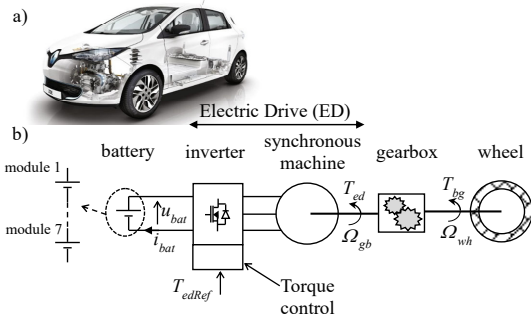 a)
Electric Drive (ED)
b)
battery
inverter
synchronous
machine
gearbox
wheel
module 1
module 7
u_bat
i_bat
T_ed
Ω_gb
T_bg
Ω_wh
T_edRef
Torque
control